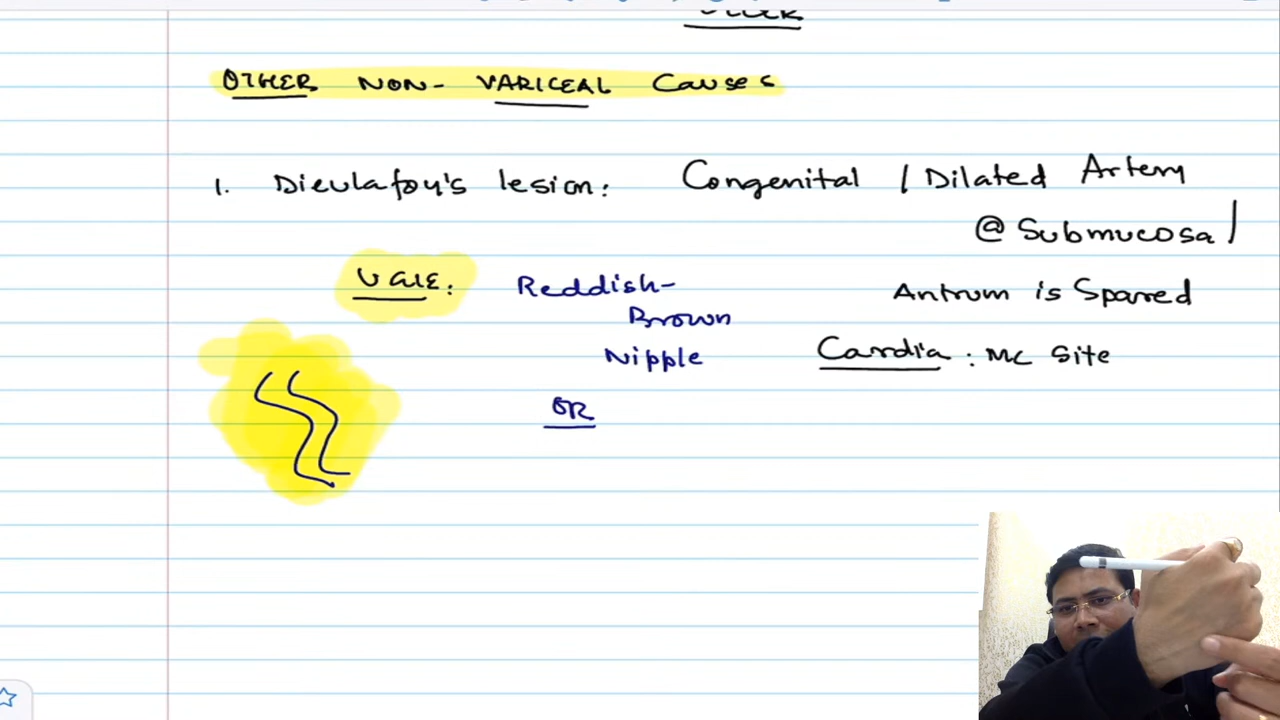 OTHER NON-VARICEAL Causes
1. Dieulafoy's lesion: Congenital / Dilated Artery
@ Submucosal
UGIE: Reddish-
Brown
Nipple
Antrum is Spared
Cardia: MC Site
OR